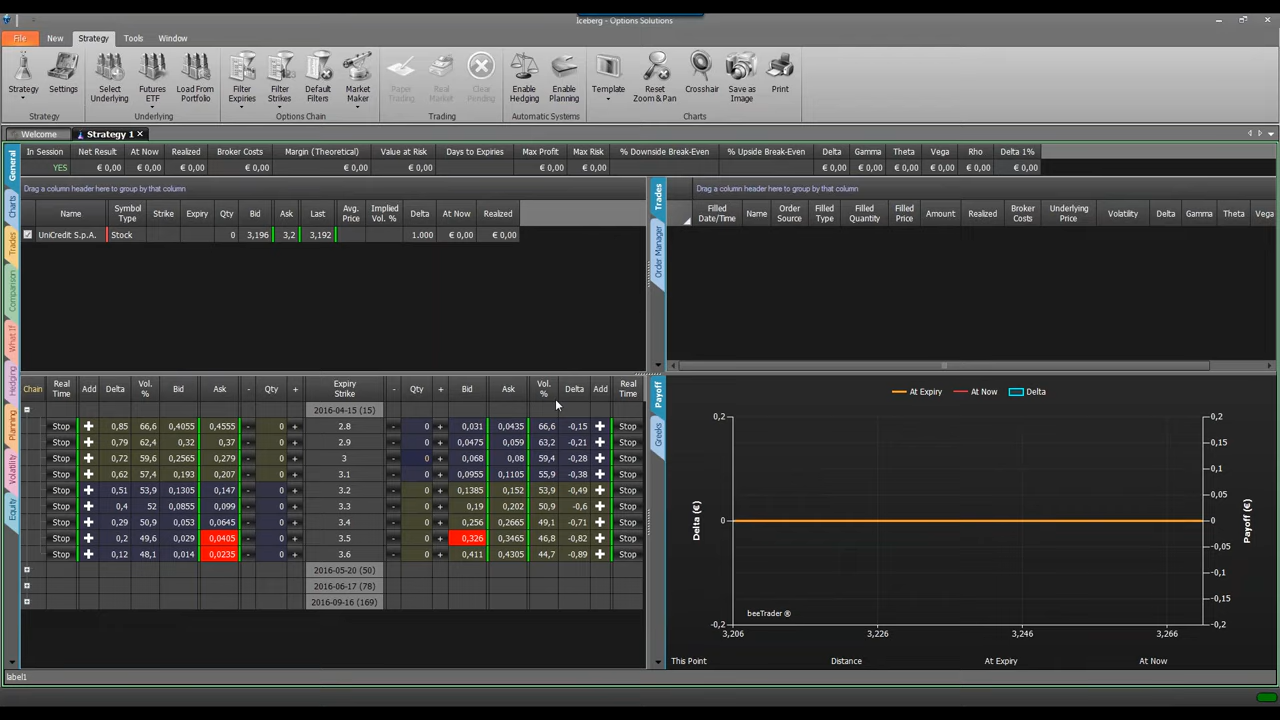 Iceberg - Options Solutions
File New Strategy Tools Window
Strategy Settings Select Underlying Futures ETF Load From Portfolio Filter Expiries Filter Strikes Default Filters Market Maker Paper Trading Real Market Clear Pending Enable Hedging Enable Planning Template Reset Zoom & Pan Crosshair Save as Image Print
Strategy Underlying Options Chain Trading Automatic Systems Charts
Welcome Strategy 1
In Session Net Result At Now Realized Broker Costs Margin (Theoretical) Value at Risk Days to Expiries Max Profit Max Risk % Downside Break-Even % Upside Break-Even Delta Gamma Theta Vega Rho Delta 1%
YES € 0,00 € 0,00 € 0,00 € 0,00 € 0,00 € 0,00 € 0,00 € 0,00 0,00 0,00 0,00 0,00 0,00 0,00
General
Charts
Trades
Comparison
What If
Hedging
Planning
Volatility
Equity
Drag a column header here to group by that column
Name Symbol Type Strike Expiry Qty Bid Ask Last Avg. Price Implied Vol. % Delta At Now Realized
UniCredit S.p.A. Stock 0 3,196 3,2 3,192 1.000 € 0,00 € 0,00
Trades
Order Manager
Drag a column header here to group by that column
Filled Date/Time Name Order Source Filled Type Filled Quantity Filled Price Amount Realized Broker Costs Underlying Price Volatility Delta Gamma Theta Vega
Chain Real Time Add Delta Vol. % Bid Ask - Qty + Expiry Strike - Qty + Bid Ask Vol. % Delta Add Real Time
2016-04-15 (15)
Stop 0,85 66,6 0,4055 0,4555 - 0 + 2.8 - 0 + 0,031 0,0435 66,6 -0,15 Stop
Stop 0,79 62,4 0,32 0,37 - 0 + 2.9 - 0 + 0,0475 0,059 63,2 -0,21 Stop
Stop 0,72 59,6 0,2565 0,279 - 0 + 3 - 0 + 0,068 0,08 59,4 -0,28 Stop
Stop 0,62 57,4 0,193 0,207 - 0 + 3.1 - 0 + 0,0955 0,1105 55,9 -0,38 Stop
Stop 0,51 53,9 0,1305 0,147 - 0 + 3.2 - 0 + 0,1385 0,152 53,9 -0,49 Stop
Stop 0,4 52 0,0855 0,099 - 0 + 3.3 - 0 + 0,19 0,202 50,9 -0,6 Stop
Stop 0,29 50,9 0,053 0,0645 - 0 + 3.4 - 0 + 0,256 0,2665 49,1 -0,71 Stop
Stop 0,2 49,6 0,029 0,0405 - 0 + 3.5 - 0 + 0,326 0,3465 46,8 -0,82 Stop
Stop 0,12 48,1 0,014 0,0235 - 0 + 3.6 - 0 + 0,411 0,4305 44,7 -0,89 Stop
2016-05-20 (50)
2016-06-17 (78)
2016-09-16 (169)
Payoff
Greeks
At Expiry At Now Delta
0,2 0,2
0,15
0,1
0,05
0 0
-0,05
-0,1
-0,15
-0,2 -0,2
Delta (€)
Payoff (€)
beeTrader ®
3,206 3,226 3,246 3,266
This Point Distance At Expiry At Now
label1